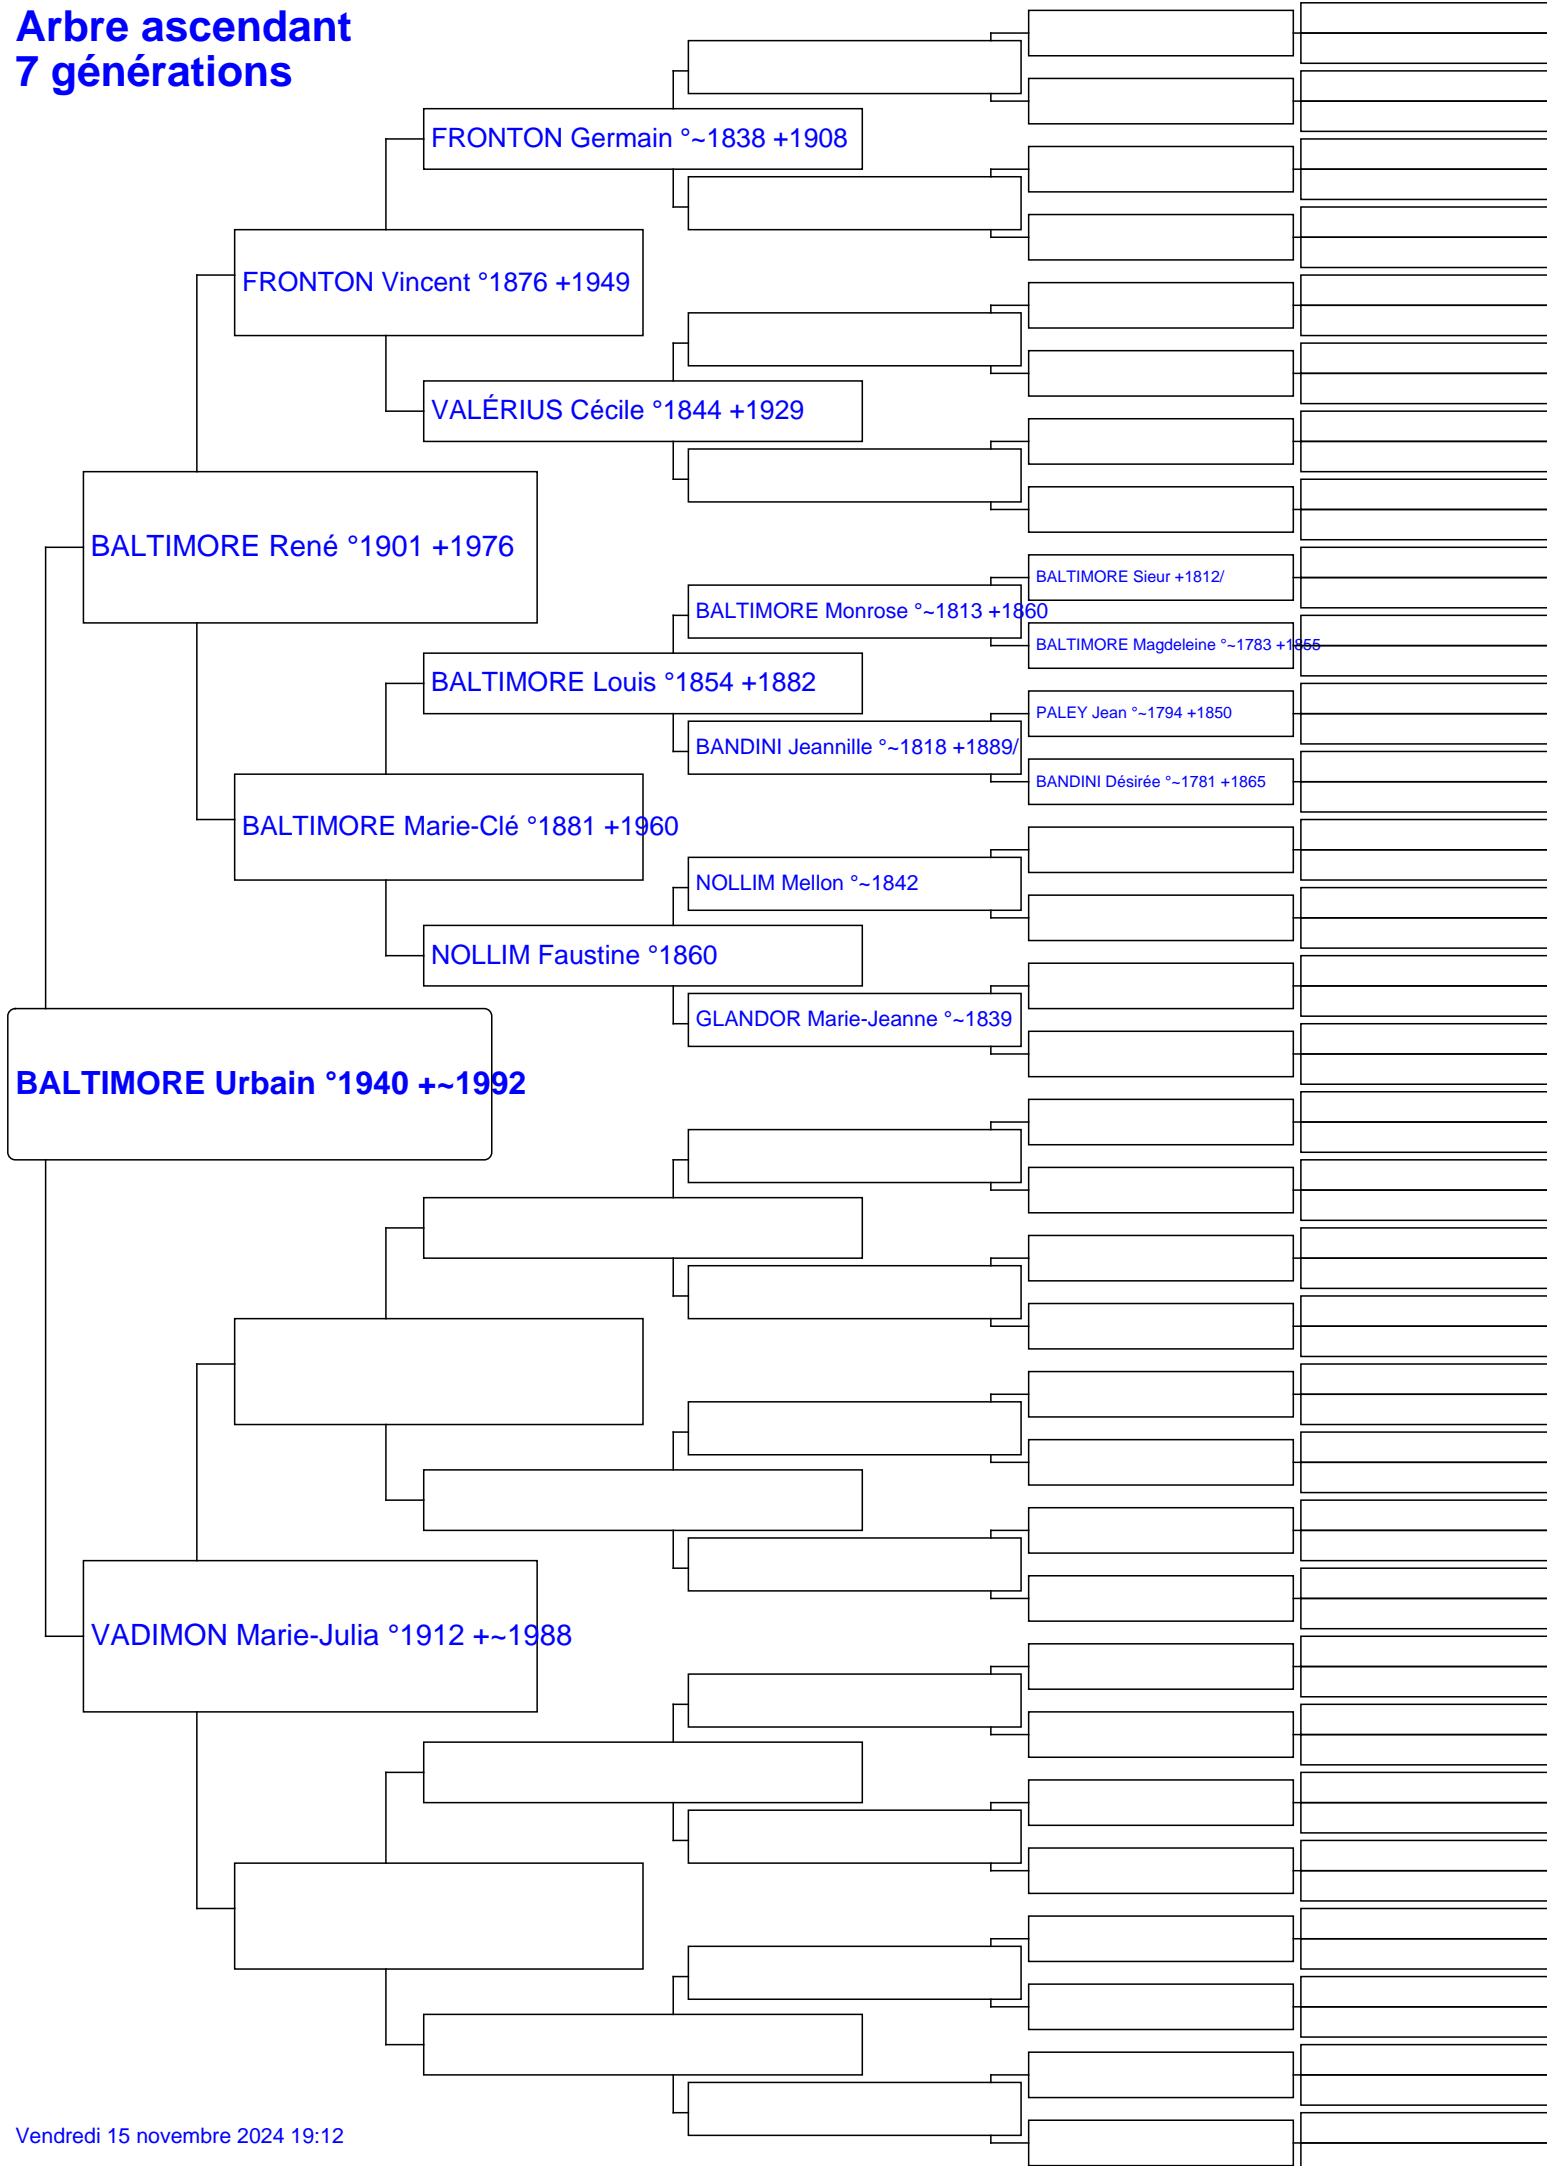 Arbre ascendant
7 générations
FRONTON Germain °~1838 +1908
FRONTON Vincent °1876 +1949
VALÉRIUS Cécile °1844 +1929
BALTIMORE René °1901 +1976
BALTIMORE Sieur +1812/
BALTIMORE Monrose °~1813 +1860
BALTIMORE Magdeleine °~1783 +1855
BALTIMORE Louis °1854 +1882
PALEY Jean °~1794 +1850
BANDINI Jeannille °~1818 +1889/
BANDINI Désirée °~1781 +1865
BALTIMORE Marie-Clé °1881 +1960
NOLLIM Mellon °~1842
NOLLIM Faustine °1860
GLANDOR Marie-Jeanne °~1839
BALTIMORE Urbain °1940 +~1992
VADIMON Marie-Julia °1912 +~1988
Vendredi 15 novembre 2024 19:12